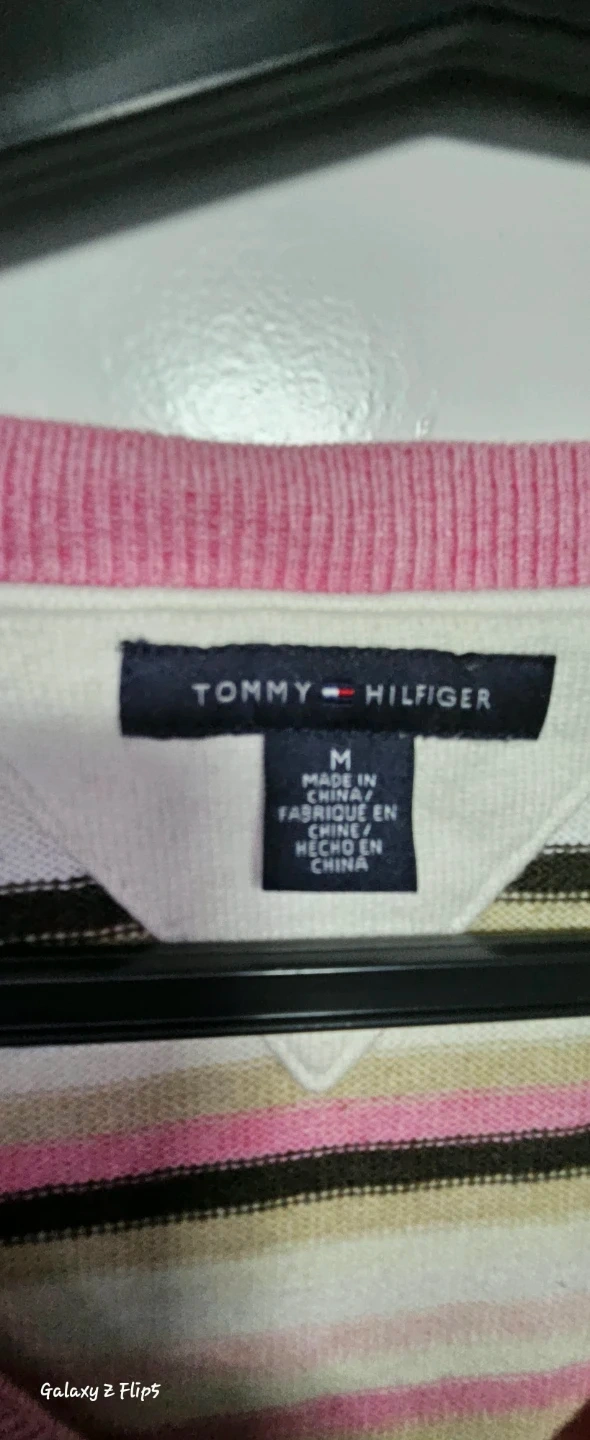 TOMMY HILFIGER
M
MADE IN
CHINA/
FABRIQUÉ EN
CHINE/
HECHO EN
CHINA
Galaxy Z Flip5